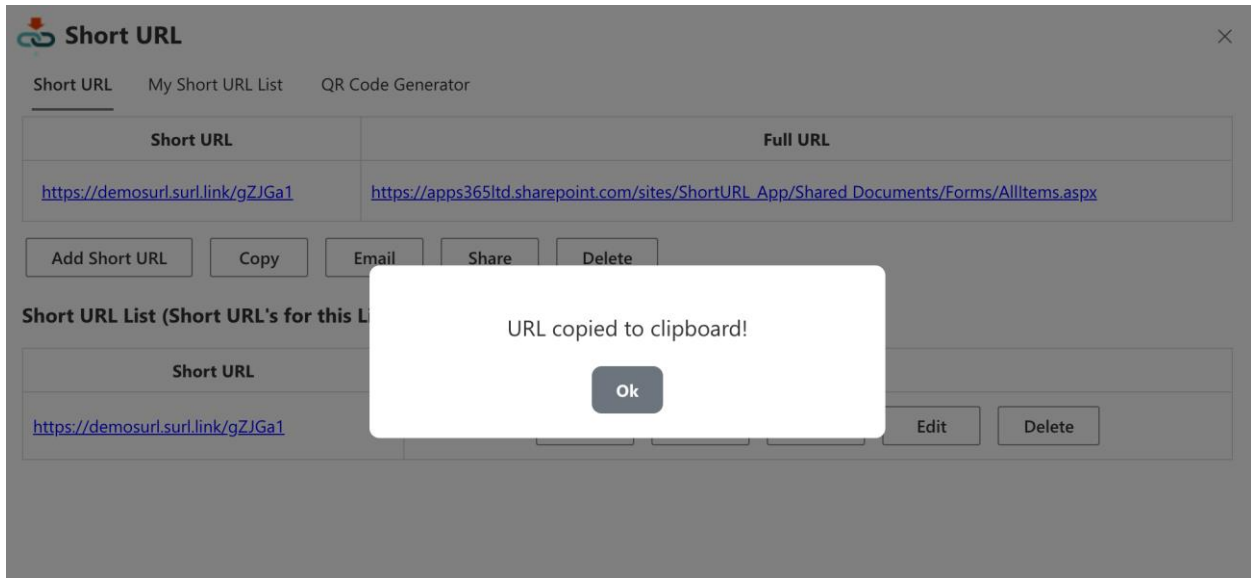 Short URL
Short URL My Short URL List QR Code Generator
Short URL Full URL
https://demosurl.surl.link/gZJGa1 https://apps365ltd.sharepoint.com/sites/ShortURL_App/Shared Documents/Forms/AllItems.aspx
Add Short URL Copy Email Share Delete
Short URL List (Short URL's for this
URL copied to clipboard!
Short URL
Ok
https://demosurl.surl.link/gZJGa1 Edit Delete